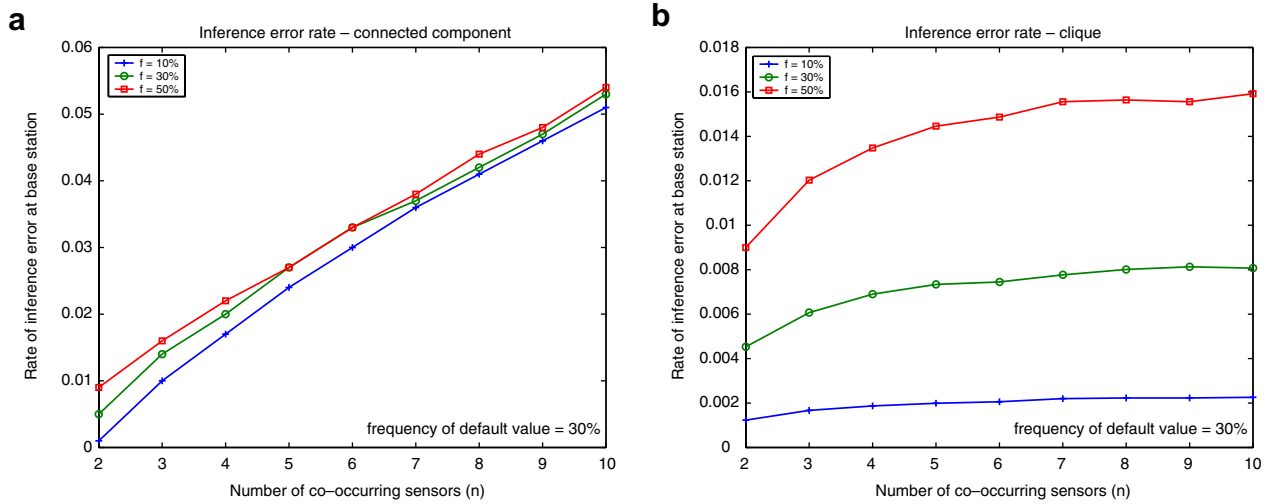 a
Inference error rate – connected component
0.06
0.05
0.04
0.03
0.02
0.01
0
Rate of inference error at base station
f = 10%
f = 30%
f = 50%
frequency of default value = 30%
2 3 4 5 6 7 8 9 10
Number of co–occurring sensors (n)
b
Inference error rate – clique
0.018
0.016
0.014
0.012
0.01
0.008
0.006
0.004
0.002
0
Rate of inference error at base station
f = 10%
f = 30%
f = 50%
frequency of default value = 30%
2 3 4 5 6 7 8 9 10
Number of co–occurring sensors (n)